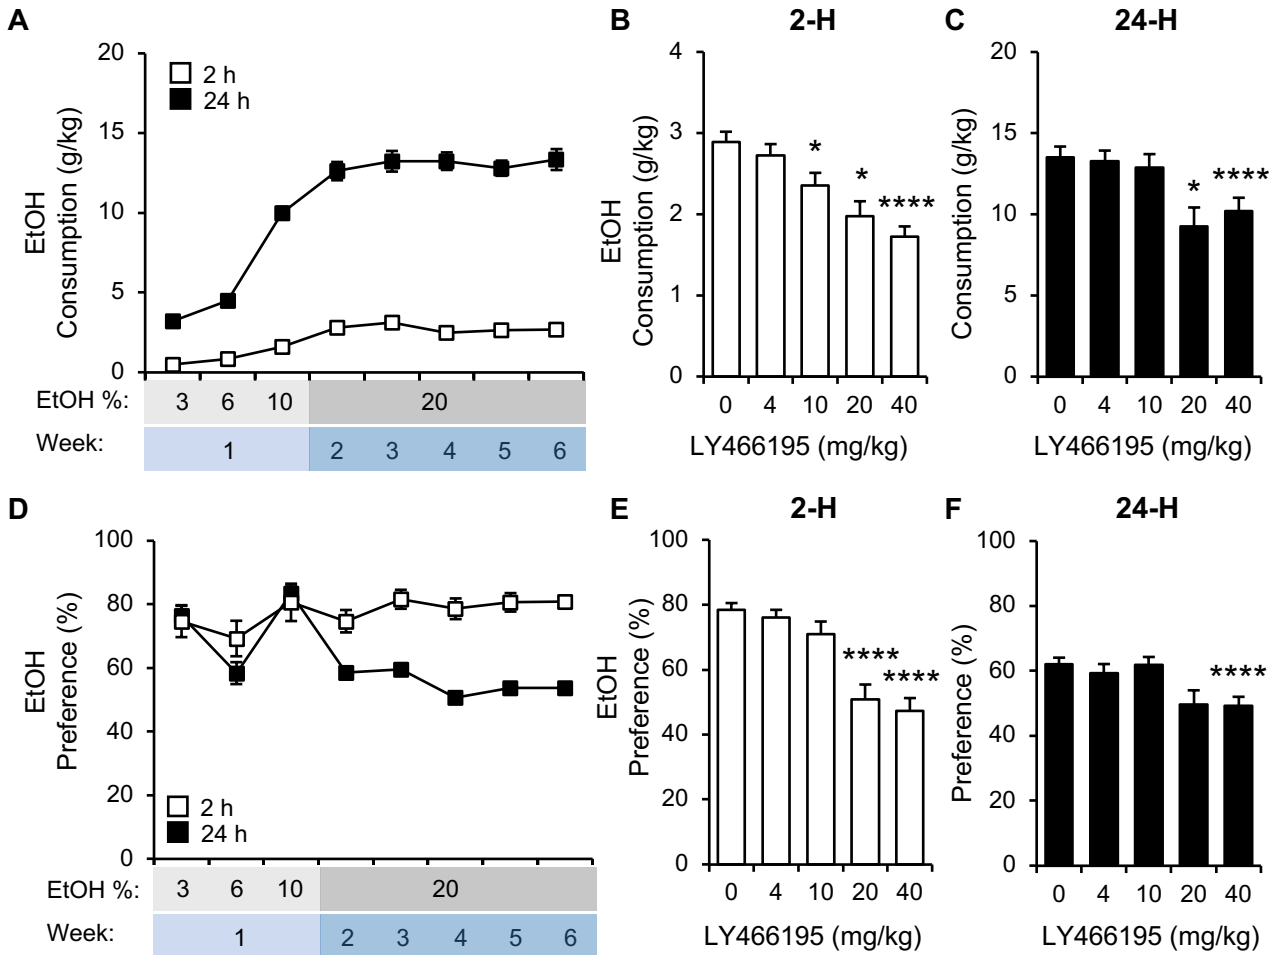 A
20
15
10
5
0
EtOH
Consumption (g/kg)
2 h
24 h
EtOH %: 3 6 10 20
Week: 1 2 3 4 5 6
B 2-H
4
3
2
1
0
EtOH
Consumption (g/kg)
* * ****
0 4 10 20 40
LY466195 (mg/kg)
C 24-H
20
15
10
5
0
Consumption (g/kg)
* ****
0 4 10 20 40
LY466195 (mg/kg)
D
100
80
60
40
20
0
EtOH
Preference (%)
2 h
24 h
EtOH %: 3 6 10 20
Week: 1 2 3 4 5 6
E 2-H
100
80
60
40
20
0
EtOH
Preference (%)
**** ****
0 4 10 20 40
LY466195 (mg/kg)
F 24-H
100
80
60
40
20
0
Preference (%)
****
0 4 10 20 40
LY466195 (mg/kg)